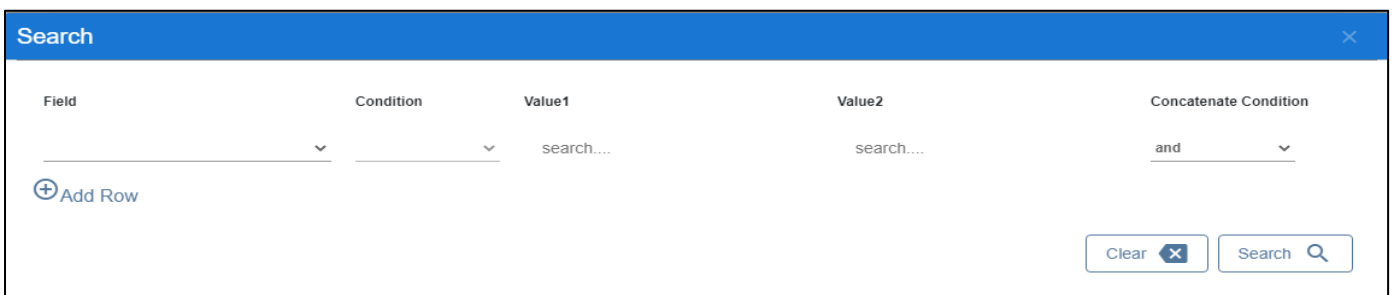 Search
Field Condition Value1 Value2 Concatenate Condition
search.... search.... and
Add Row
Clear Search